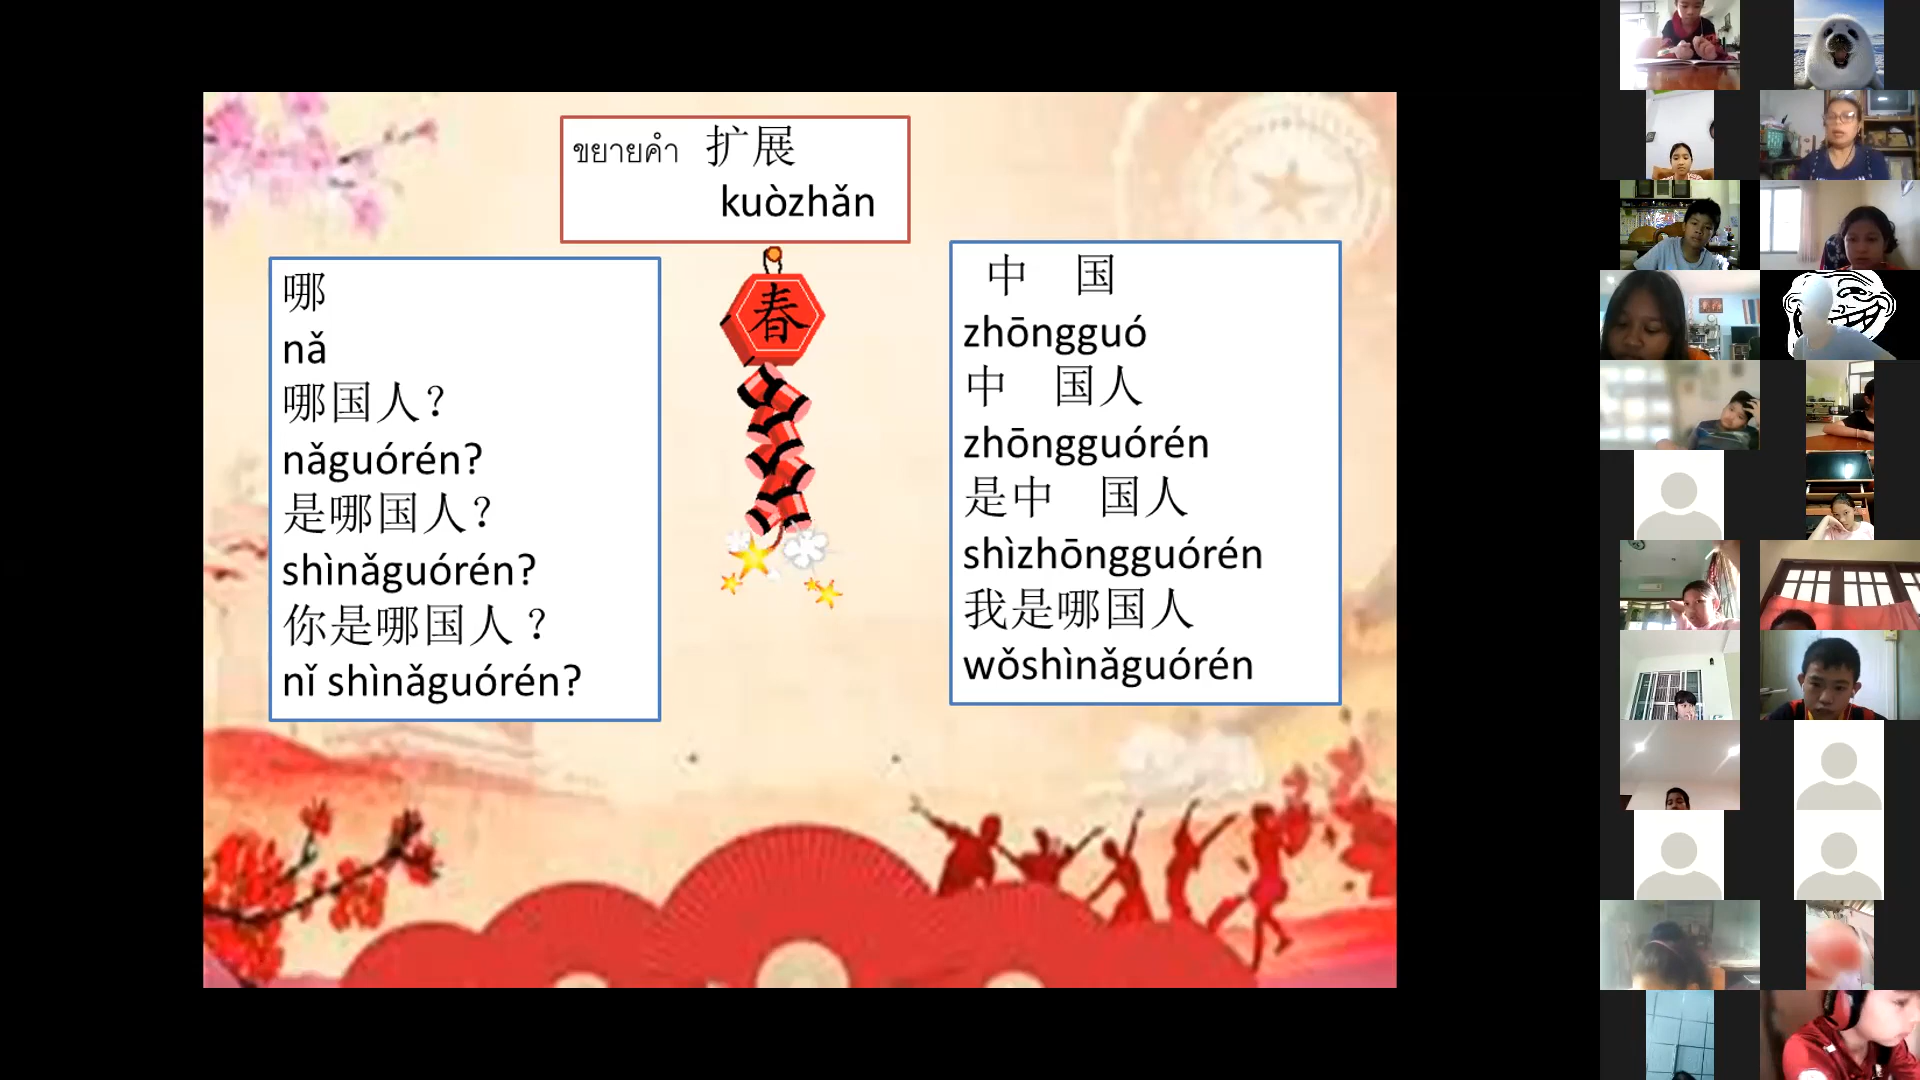 ขยายคำ 扩展
kuòzhǎn
哪
nǎ
哪国人？
nǎguórén?
是哪国人？
shìnǎguórén?
你是哪国人？
nǐ shìnǎguórén?
春
中 国
zhōngguó
中 国人
zhōngguórén
是中 国人
shìzhōngguórén
我是哪国人
wǒshìnǎguórén